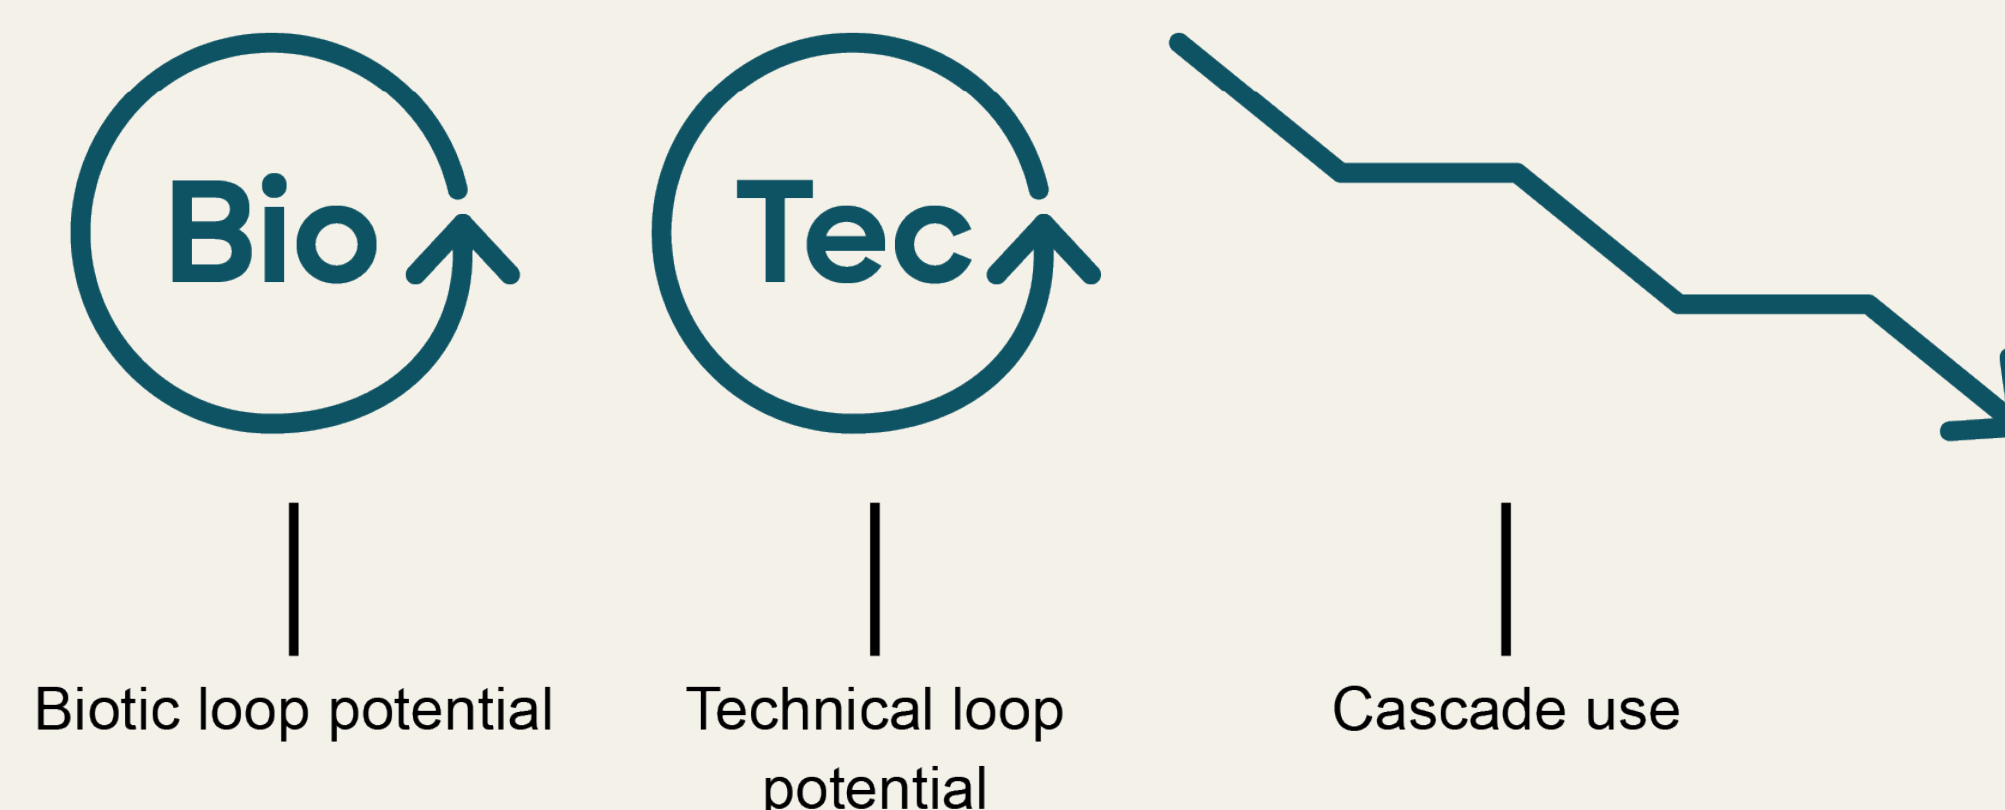 Bio
Tec
Biotic loop potential
Technical loop
potential
Cascade use